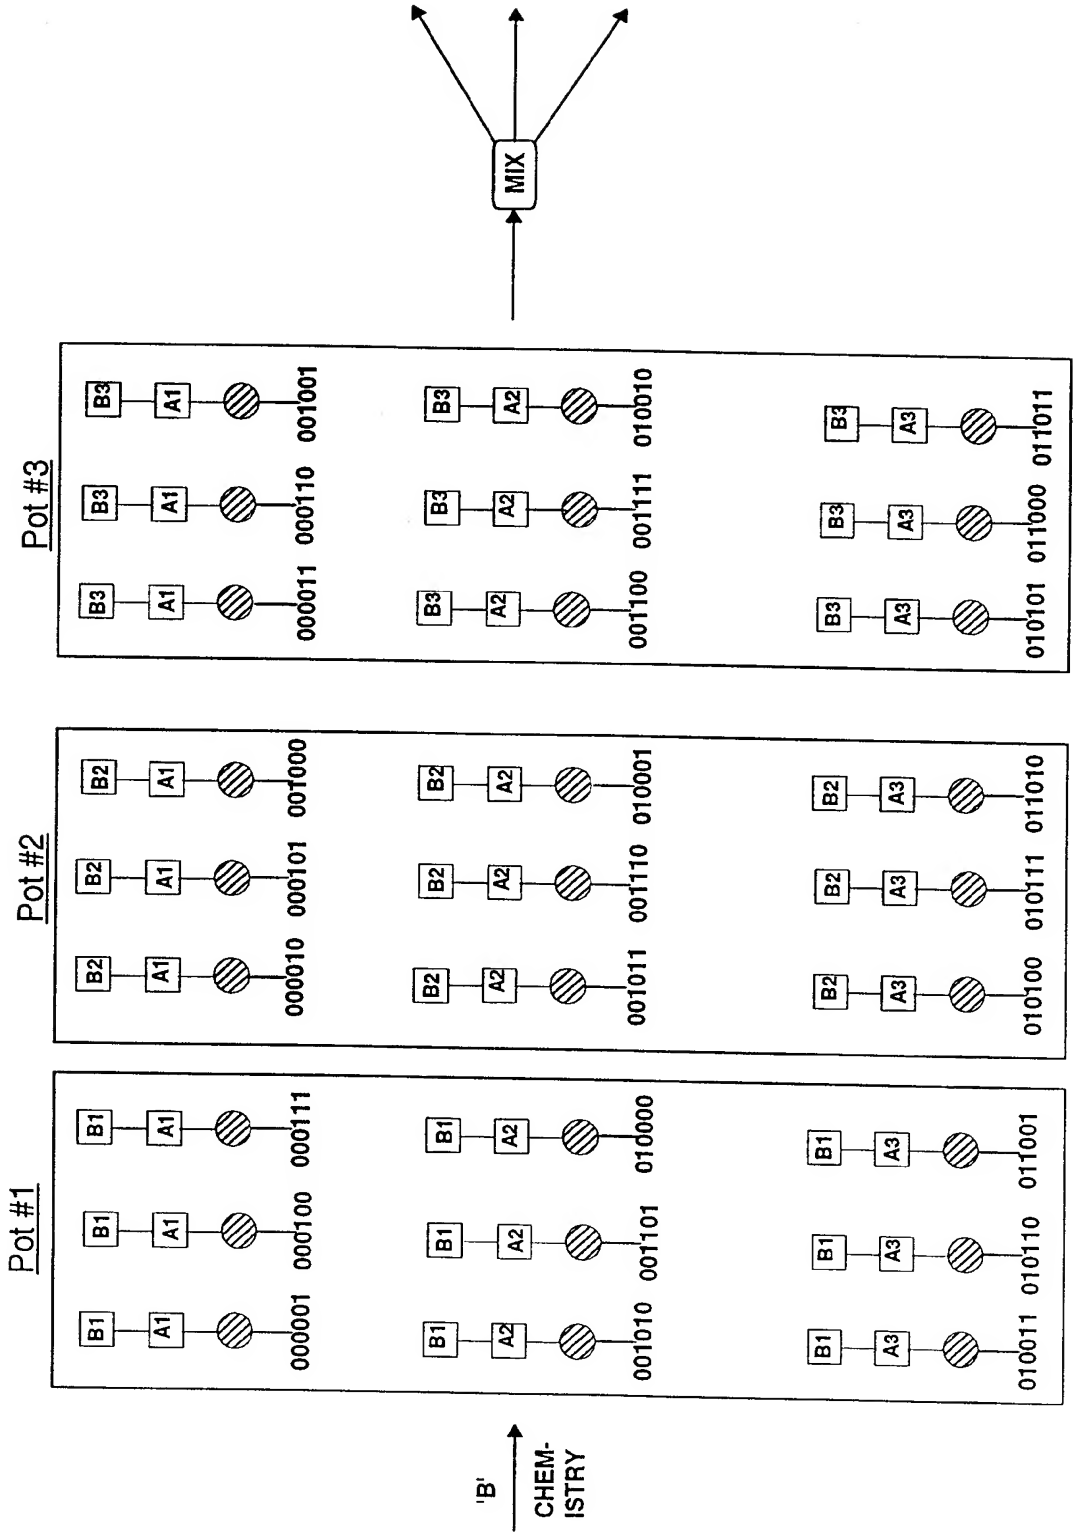 'B'
CHEM-
ISTRY
Pot #1
B1 B1 B1
A1 A1 A1
000001 000100 000111
B1 B1 B1
A2 A2 A2
001010 001101 010000
B1 B1 B1
A3 A3 A3
010011 010110 011001
Pot #2
B2 B2 B2
A1 A1 A1
000010 000101 001000
B2 B2 B2
A2 A2 A2
001011 001110 010001
B2 B2 B2
A3 A3 A3
010100 010111 011010
Pot #3
B3 B3 B3
A1 A1 A1
000011 000110 001001
B3 B3 B3
A2 A2 A2
001100 001111 010010
B3 B3 B3
A3 A3 A3
010101 011000 011011
MIX